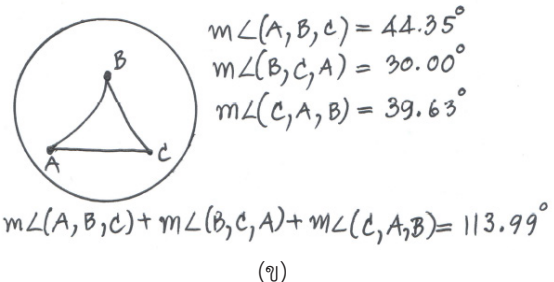 m∠(A,B,C) = 44.35°
B
m∠(B,C,A) = 30.00°
m∠(C,A,B) = 39.63°
A
C
m∠(A,B,C) + m∠(B,C,A) + m∠(C,A,B) = 113.99°
(ข)